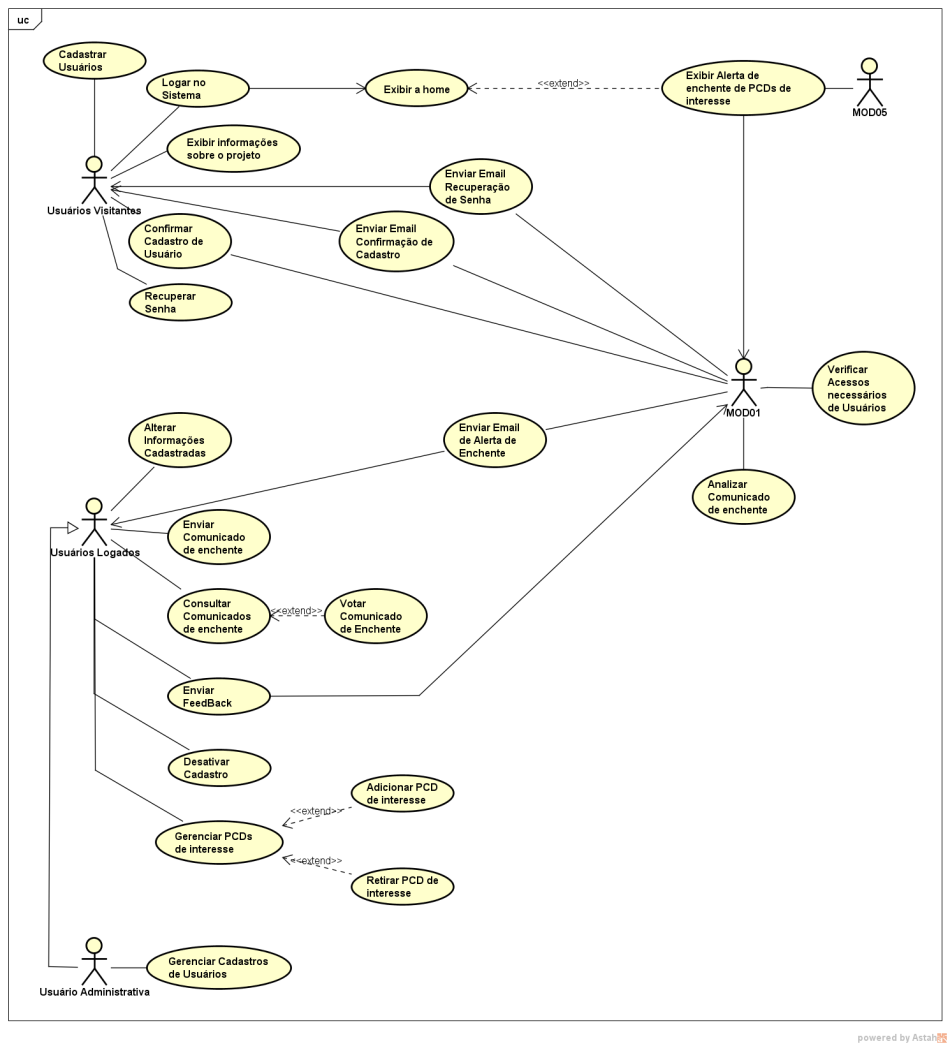 uc
Cadastrar
Usuários
Logar no
Sistema
Exibir a home
<<extend>>
Exibir Alerta de
enchente de PCDs de
interesse
MOD05
Exibir informações
sobre o projeto
Usuários Visitantes
Enviar Email
Recuperação
de Senha
Confirmar
Cadastro de
Usuário
Enviar Email
Confirmação de
Cadastro
Recuperar
Senha
MOD01
Verificar
Acessos
necessários
de Usuários
Alterar
Informações
Cadastradas
Enviar Email
de Alerta de
Enchente
Analizar
Comunicado
de enchente
Usuários Logados
Enviar
Comunicado
de enchente
Consultar
Comunicados
de enchente
<<extend>>
Votar
Comunicado
de Enchente
Enviar
FeedBack
Desativar
Cadastro
Adicionar PCD
de interesse
<<extend>>
Gerenciar PCDs
de interesse
<<extend>>
Retirar PCD de
interesse
Gerenciar Cadastros
de Usuários
Usuário Administrativa
powered by Astah